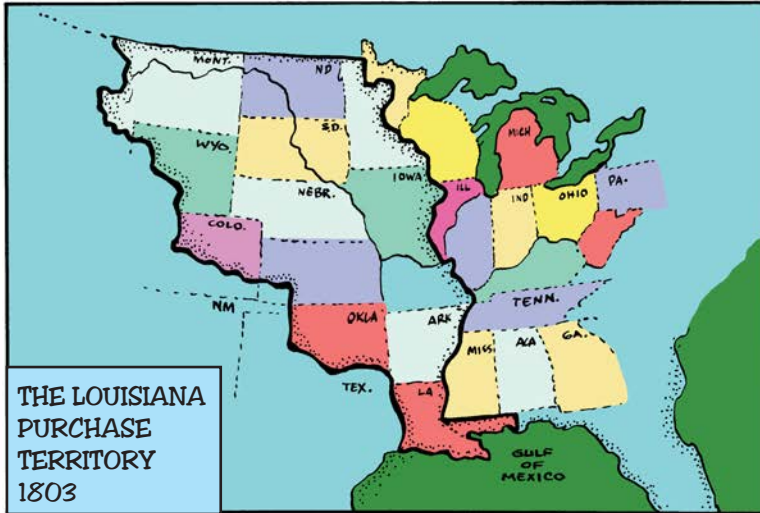 MONT.
ND
MICH
WYO.
S.D.
IOWA
ILL
IND
OHIO
PA.
NEBR.
COLO.
NM
OKLA
ARK
TENN.
MISS.
ALA
GA.
TEX.
LA
THE LOUISIANA
PURCHASE
TERRITORY
1803
GULF
OF
MEXICO